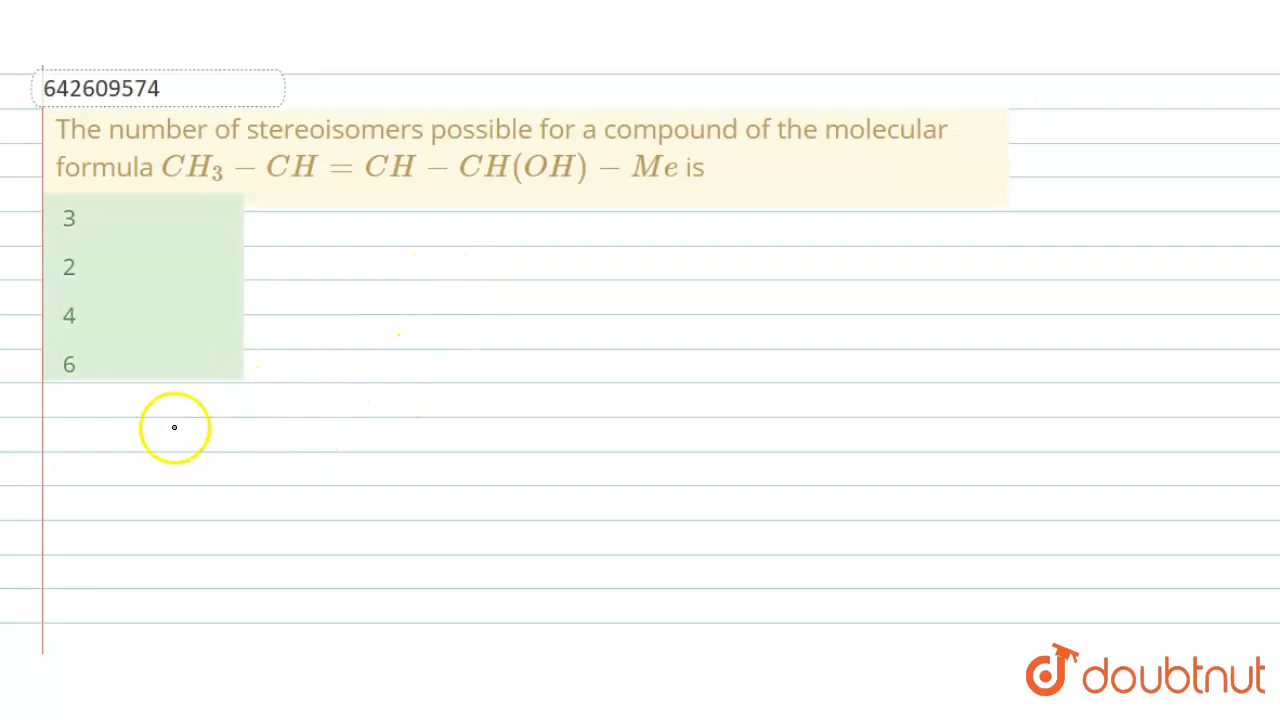 642609574
The number of stereoisomers possible for a compound of the molecular
formula CH₃ − CH = CH − CH(OH) − Me is
3
2
4
6
doubtnut